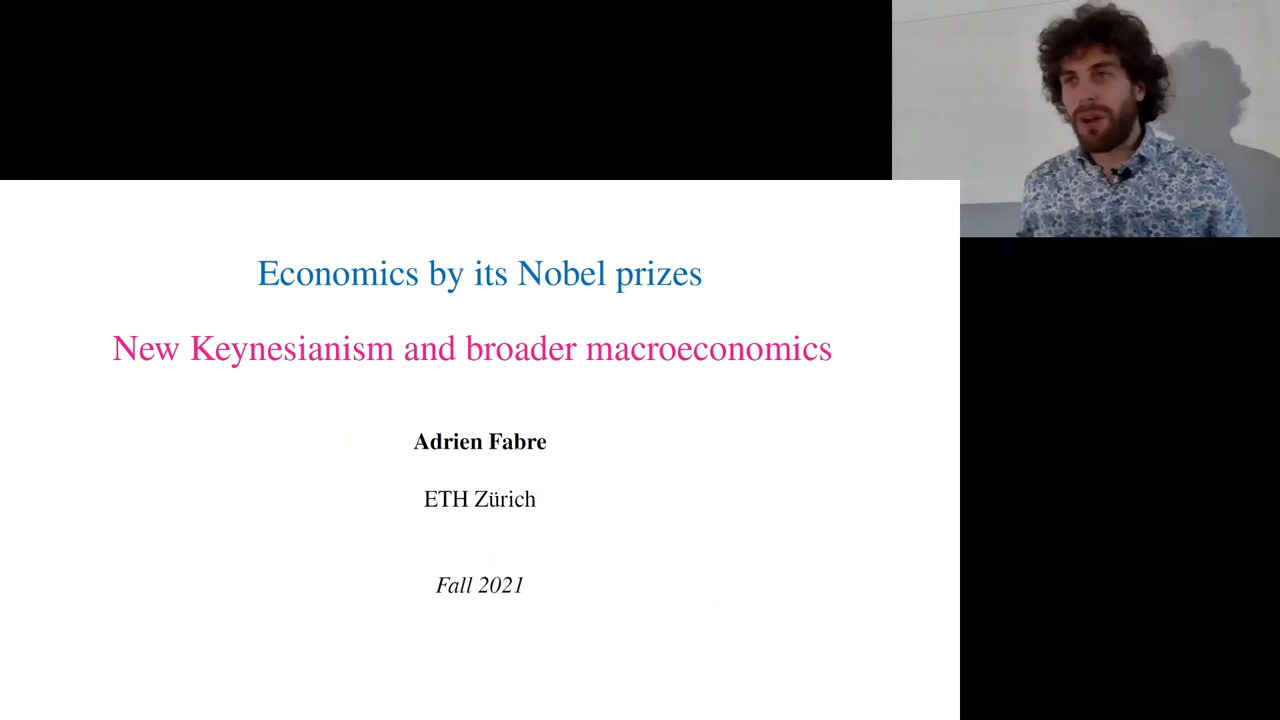 Economics by its Nobel prizes
New Keynesianism and broader macroeconomics
Adrien Fabre
ETH Zürich
Fall 2021